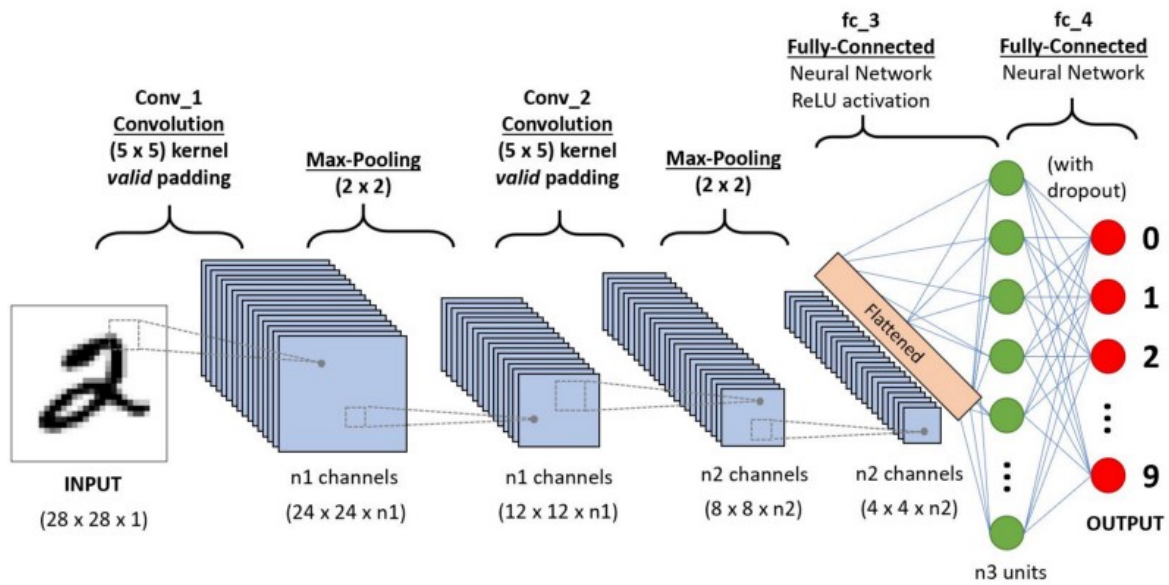 fc_3
Fully-Connected
Neural Network
ReLU activation
fc_4
Fully-Connected
Neural Network
Conv_1
Convolution
(5 x 5) kernel
valid padding
Max-Pooling
(2 x 2)
Conv_2
Convolution
(5 x 5) kernel
valid padding
Max-Pooling
(2 x 2)
(with
dropout)
Flattened
0
1
2
9
INPUT
(28 x 28 x 1)
n1 channels
(24 x 24 x n1)
n1 channels
(12 x 12 x n1)
n2 channels
(8 x 8 x n2)
n2 channels
(4 x 4 x n2)
OUTPUT
n3 units